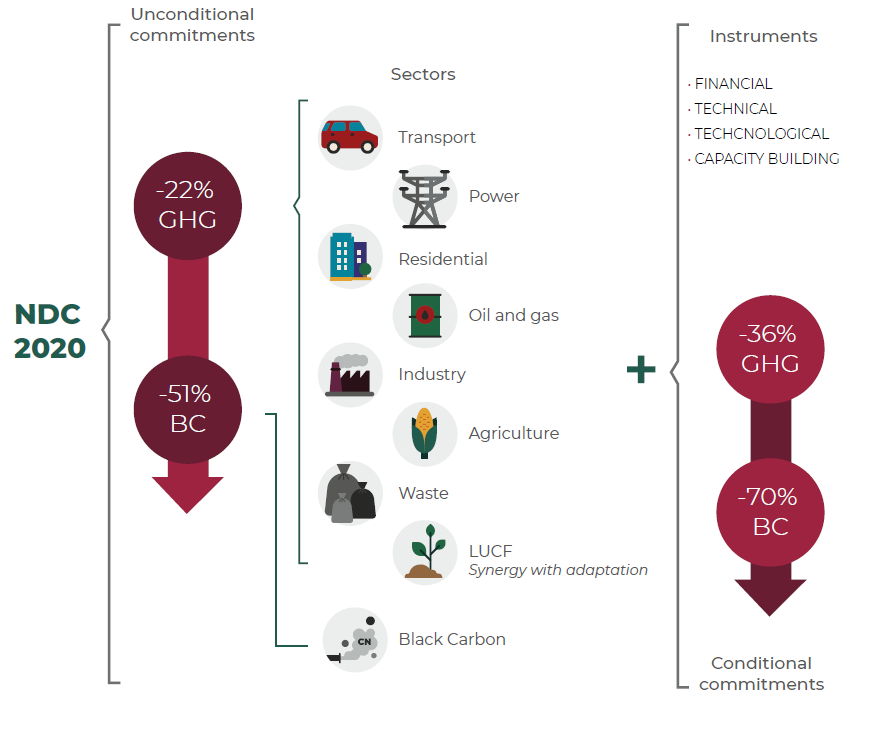 Unconditional
commitments
NDC
2020
-22%
GHG
-51%
BC
Sectors
Transport
Power
Residential
Oil and gas
Industry
Agriculture
Waste
LUCF
Synergy with adaptation
CN
Black Carbon
+
Instruments
· FINANCIAL
· TECHNICAL
· TECHCNOLOGICAL
· CAPACITY BUILDING
-36%
GHG
-70%
BC
Conditional
commitments